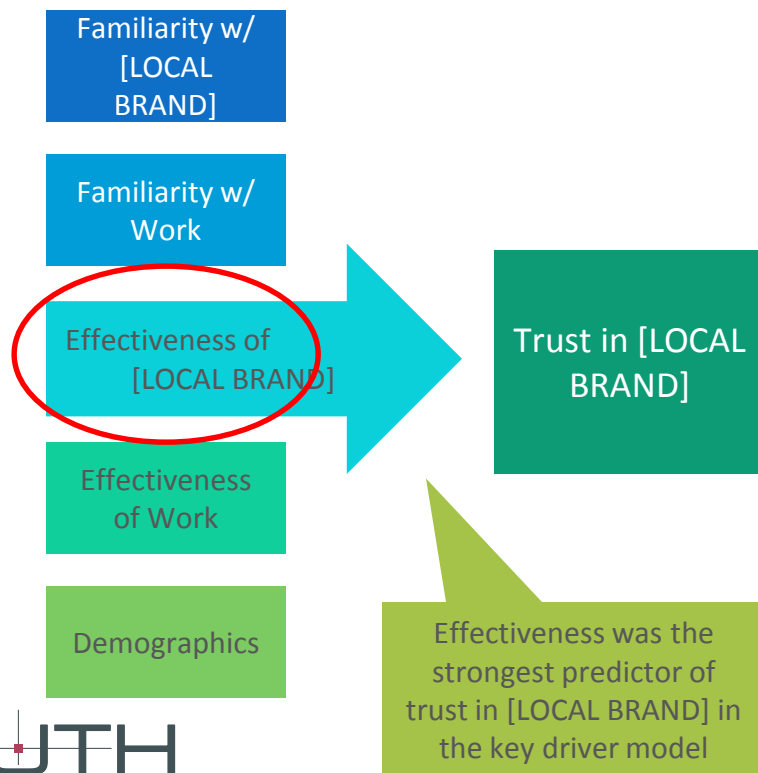 Familiarity w/
[LOCAL
BRAND]
Familiarity w/
Work
Effectiveness of
[LOCAL BRAND]
Trust in [LOCAL
BRAND]
Effectiveness
of Work
Demographics
Effectiveness was the
strongest predictor of
trust in [LOCAL BRAND] in
the key driver model
UTH